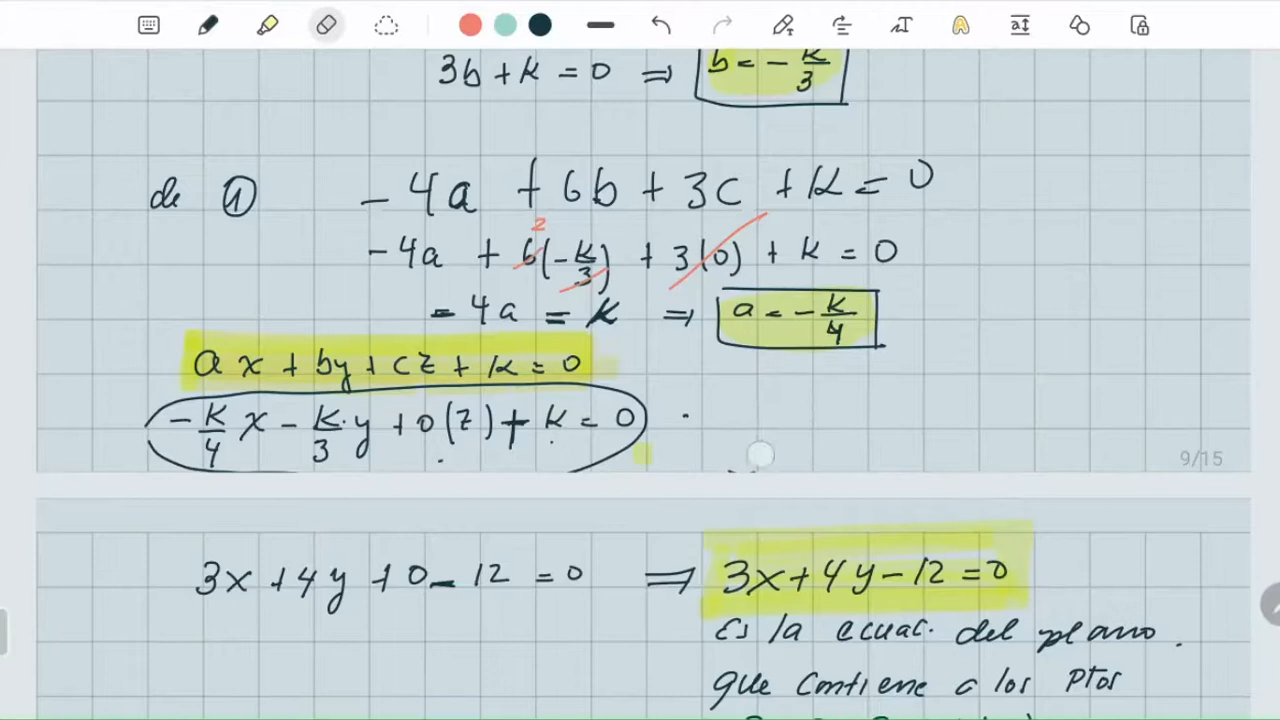 3b + k = 0 ⇒ b = - k/3
de ① - 4a + 6b + 3c + k = 0
2
- 4a + 6(- k/3) + 3(0) + k = 0
- 4a = k ⇒ a = - k/4
ax + by + cz + k = 0
- k/4 x - k/3 y + 0(z) + k = 0
9/15
3x + 4y + 0 - 12 = 0 ⇒ 3x + 4y - 12 = 0
Es la ecuac. del plano.
que contiene a los Ptos